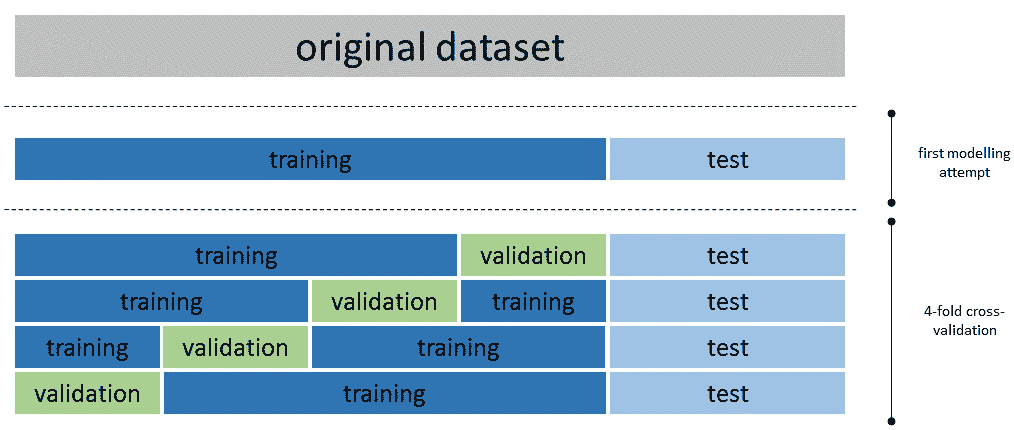 original dataset
training test
first modelling
attempt
training validation test
training validation training test
training validation training test
validation training test
4-fold cross-
validation